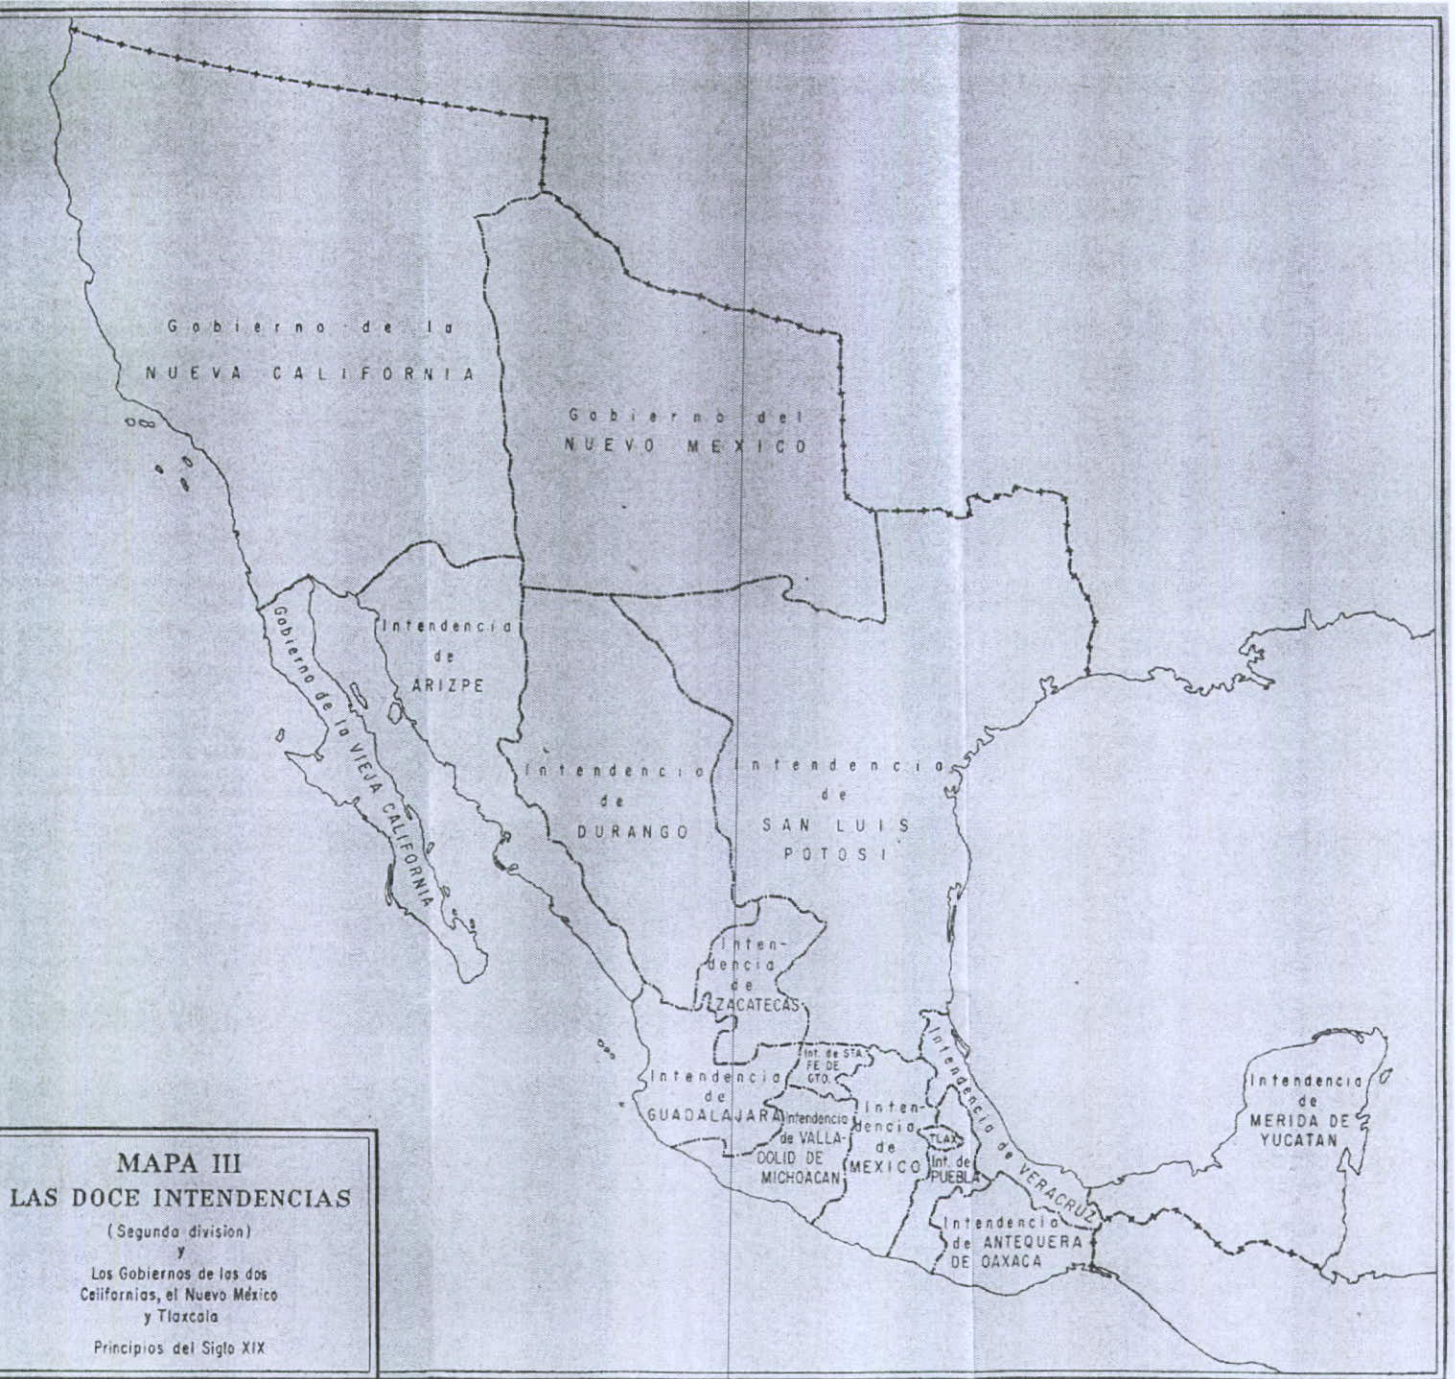 Gobierno de la
NUEVA CALIFORNIA
Gobierno del
NUEVO MEXICO
Intendencia
de
ARIZPE
Gobierno de la VIEJA CALIFORNIA
Intendencia
de
DURANGO
Intendencia
de
SAN LUIS
POTOSI
Inten-
dencia
de
ZACATECAS
Int. de STA.
FE DE
GTO.
Intendencia
de
GUADALAJARA
Intendencia
de VALLA-
DOLID DE
MICHOACAN
Inten-
dencia
de
MEXICO
TLAX.
Int. de
PUEBLA
Intendencia de VERACRUZ
Intendencia
de ANTEQUERA
DE OAXACA
Intendencia
de
MERIDA DE
YUCATAN
MAPA III
LAS DOCE INTENDENCIAS
(Segunda division)
y
Los Gobiernos de las dos
Californias, el Nuevo México
y Tlaxcala
Principios del Siglo XIX